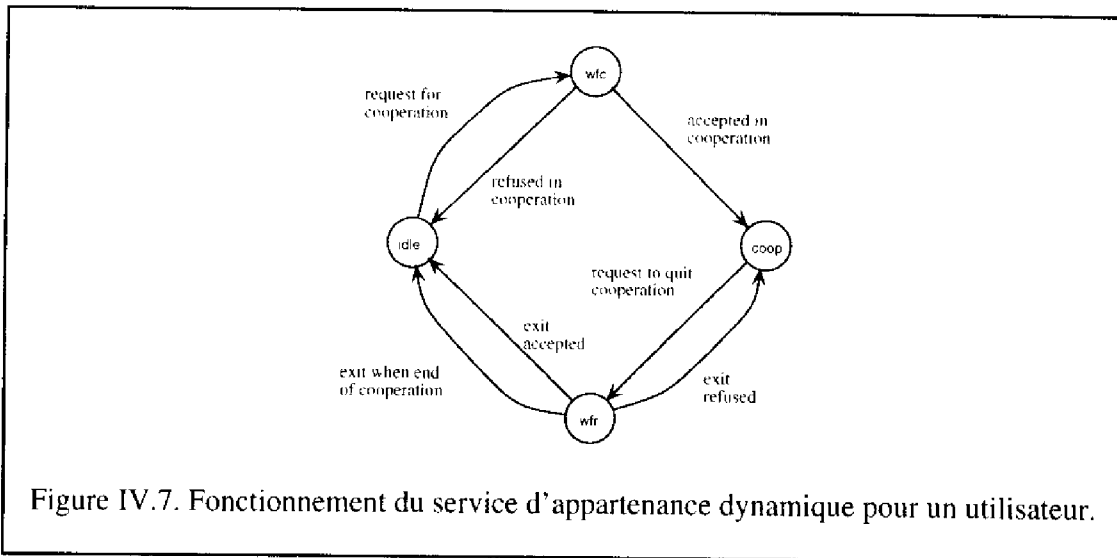 wfc
request for
cooperation
accepted in
cooperation
refused in
cooperation
idle
coop
request to quit
cooperation
exit
accepted
exit when end
of cooperation
exit
refused
wfr
Figure IV.7. Fonctionnement du service d'appartenance dynamique pour un utilisateur.